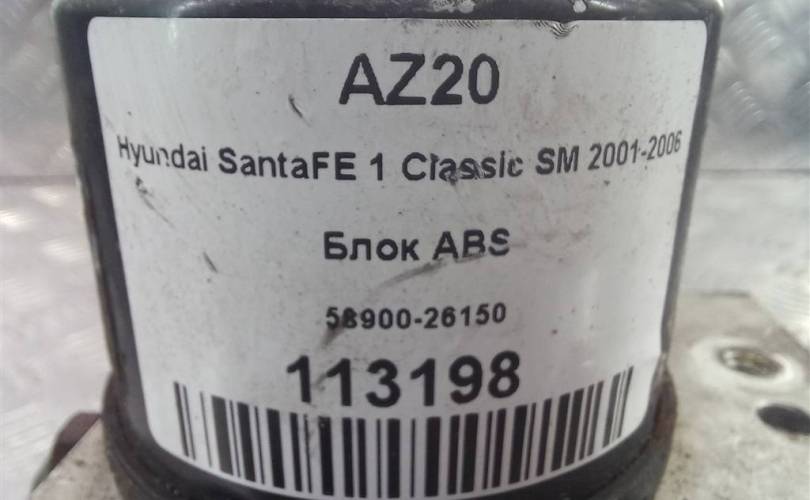 AZ20
Hyundai SantaFE 1 Classic SM 2001-2006
Блок ABS
58900-26150
113198